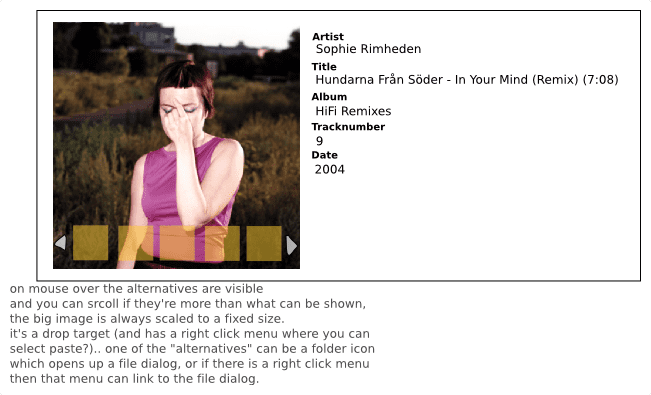 Artist
Sophie Rimheden
Title
Hundarna Från Söder - In Your Mind (Remix) (7:08)
Album
HiFi Remixes
Tracknumber
9
Date
2004
on mouse over the alternatives are visible
and you can srcoll if they're more than what can be shown,
the big image is always scaled to a fixed size.
it's a drop target (and has a right click menu where you can
select paste?).. one of the "alternatives" can be a folder icon
which opens up a file dialog, or if there is a right click menu
then that menu can link to the file dialog.